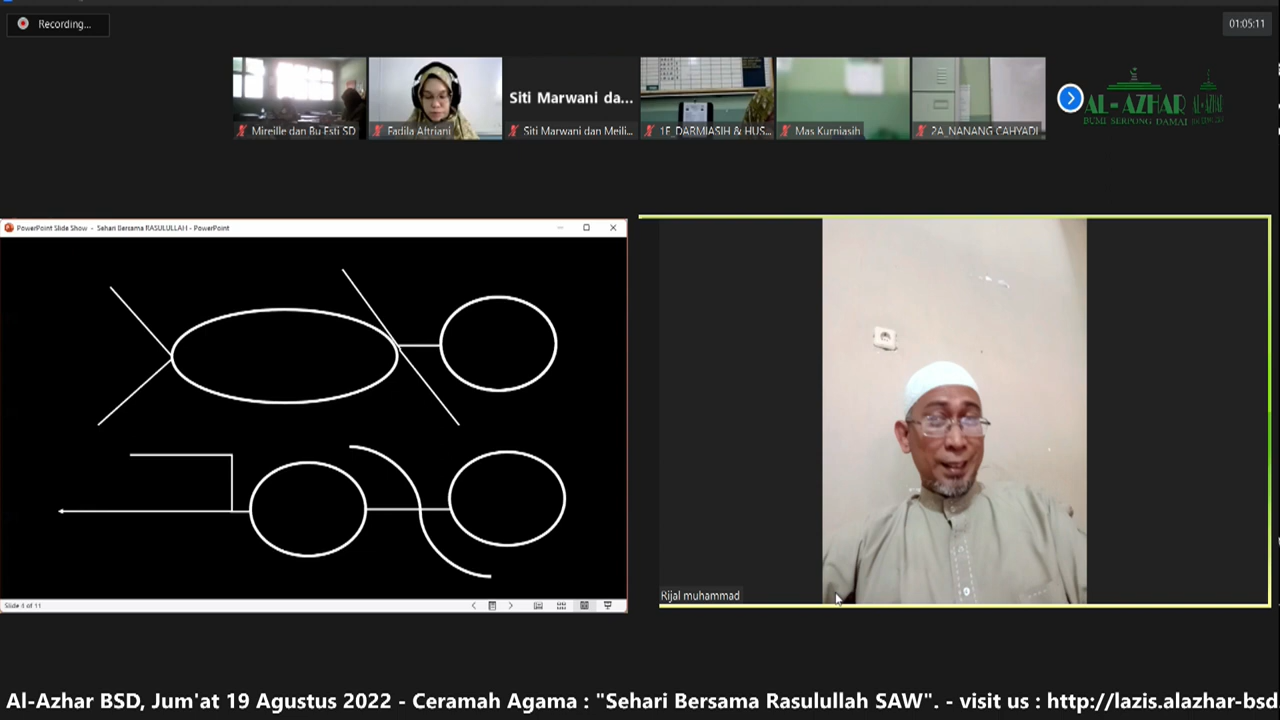 Recording...
01:05:11
Siti Marwani da...
Mireille dan Bu Esti SD
Fadila Aftriani
Siti Marwani dan Meili...
1E_DARMIASIH & HUS...
Mas Kurniasih
2A_NANANG CAHYADI
AL-AZHAR
BUMI SERPONG DAMAI
PowerPoint Slide Show - Sehari Bersama RASULULLAH - PowerPoint
Slide 4 of 11
Rijal muhammad
Al-Azhar BSD, Jum'at 19 Agustus 2022 - Ceramah Agama : "Sehari Bersama Rasulullah SAW". - visit us : http://lazis.alazhar-bsd